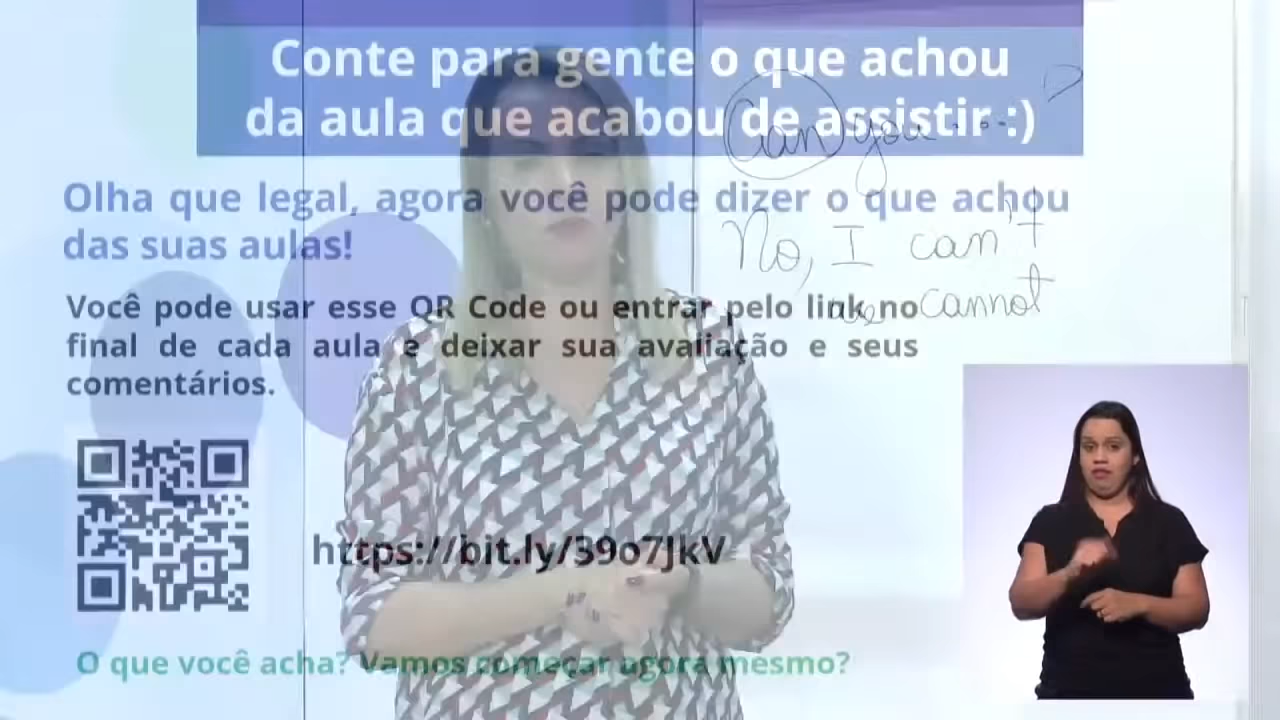 Conte para gente o que achou
da aula que acabou de assistir :)
Can you....?
Olha que legal, agora você pode dizer o que achou
das suas aulas!
No, I can't
cannot
Você pode usar esse QR Code ou entrar pelo link no
final de cada aula e deixar sua avaliação e seus
comentários.
https://bit.ly/39o7JkV
O que você acha? Vamos começar agora mesmo?